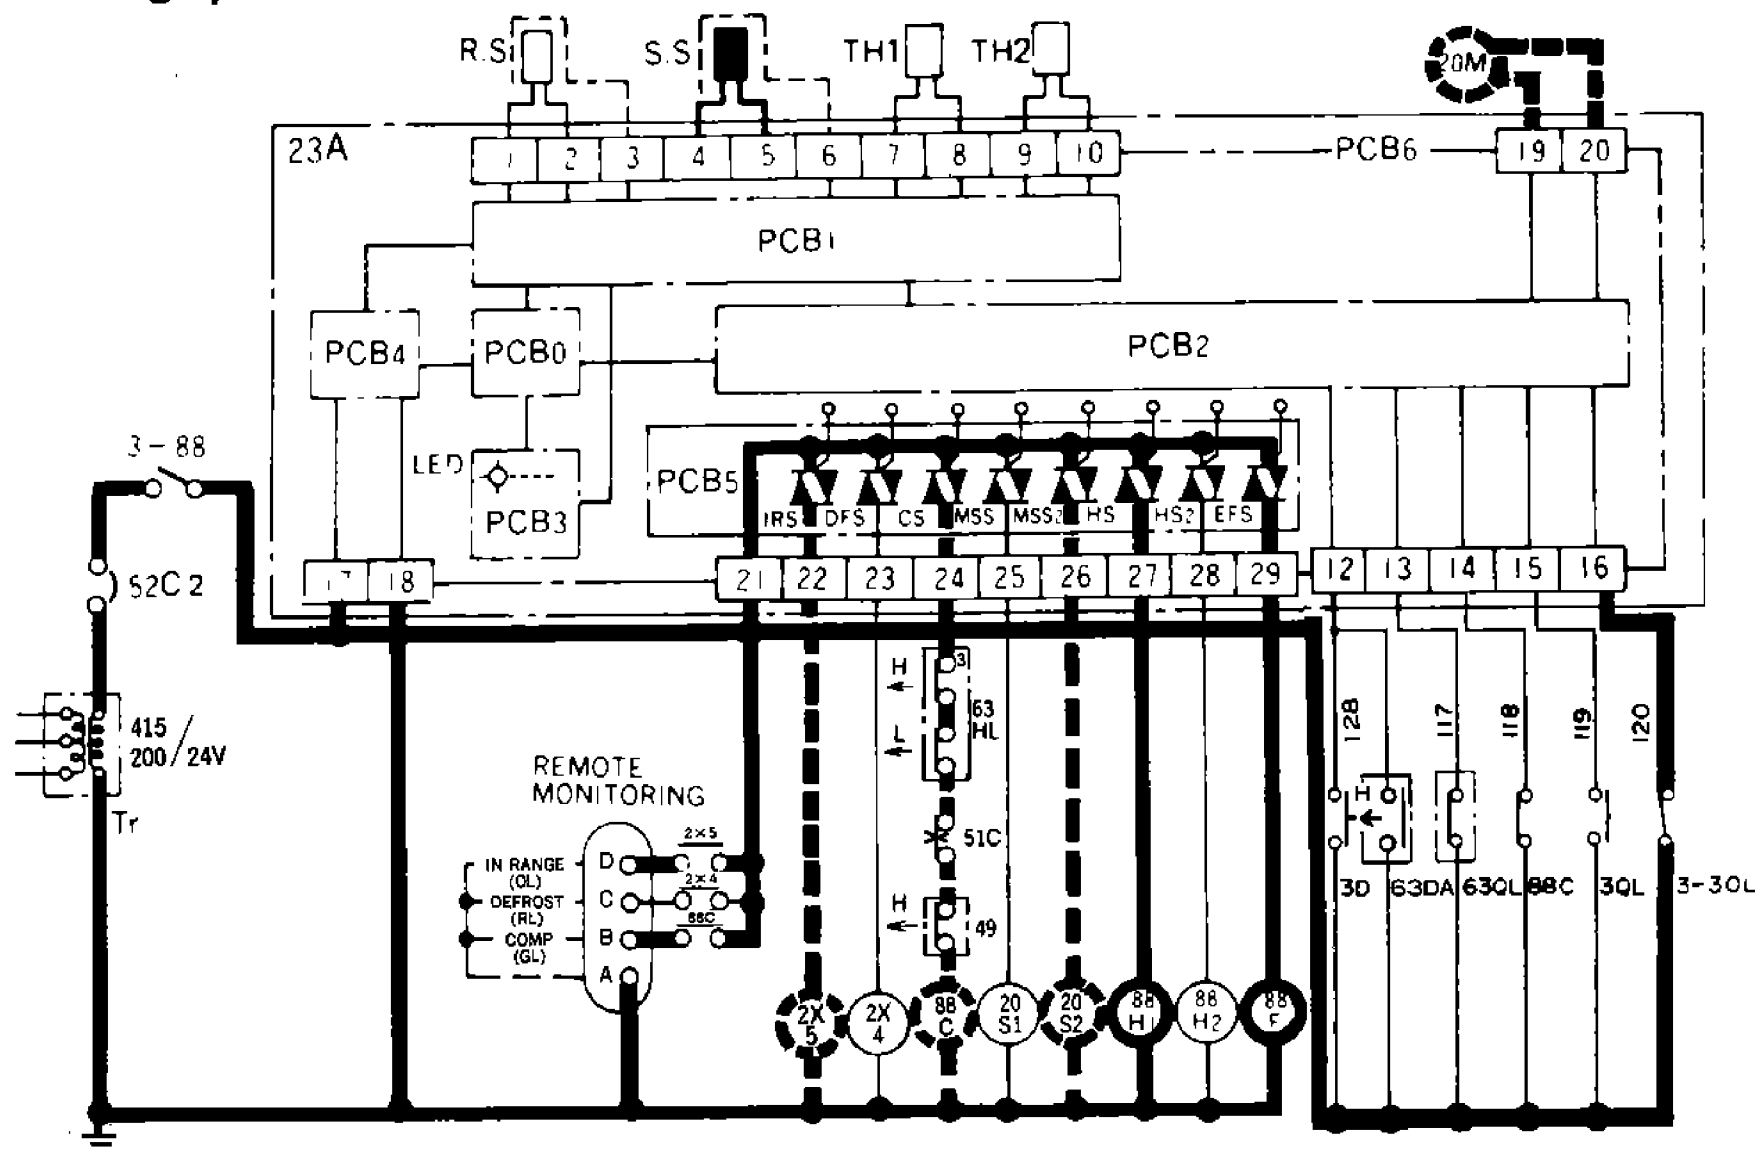 R.S
S.S
TH1
TH2
20M
23A
1 2 3 4 5 6 7 8 9 10
PCB6
19 20
PCB1
PCB4
PCB0
PCB2
3-88
LED
PCB3
PCB5
1RS DFS CS MSS MSS2 HS HS2 EFS
17 18
21 22 23 24 25 26 27 28 29
12 13 14 15 16
52C 2
H
3
L
63
HL
415
200/24V
Tr
128
117
118
119
120
REMOTE
MONITORING
H
51C
2×5
IN RANGE
(OL)
D
2×4
DEFROST
(RL)
C
88C
COMP
(GL)
B
A
H
49
3D
63DA
63QL
88C
3QL
3-30L
2X
5
2X
4
88
C
20
S1
20
S2
88
H1
88
H2
88
F